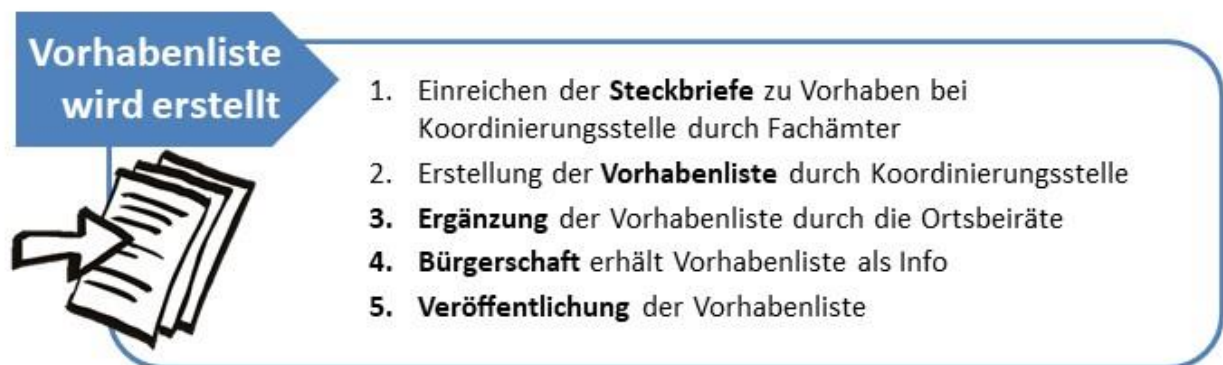 Vorhabenliste
wird erstellt
1. Einreichen der Steckbriefe zu Vorhaben bei
Koordinierungsstelle durch Fachämter
2. Erstellung der Vorhabenliste durch Koordinierungsstelle
3. Ergänzung der Vorhabenliste durch die Ortsbeiräte
4. Bürgerschaft erhält Vorhabenliste als Info
5. Veröffentlichung der Vorhabenliste